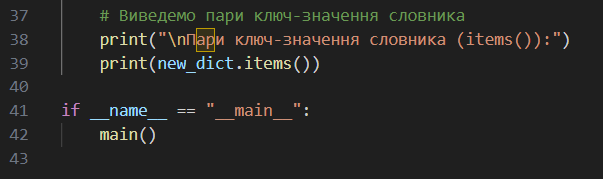 37 # Виведемо пари ключ-значення словника
38 print("\nПари ключ-значення словника (items()):")
39 print(new_dict.items())
40
41 if __name__ == "__main__":
42 main()
43